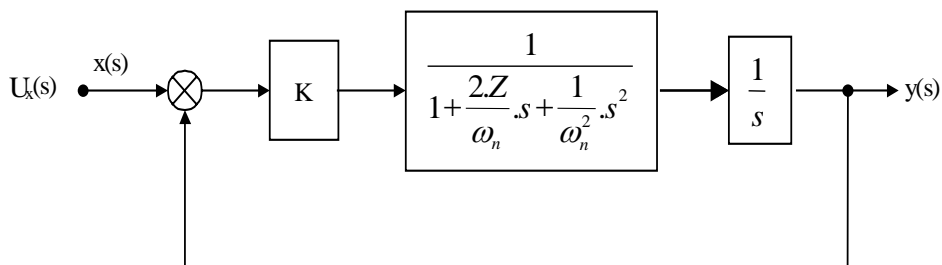 Uₓ(s)
x(s)
K
1
1+ 2.Z/ωₙ .s+ 1/ωₙ² .s²
1
s
y(s)